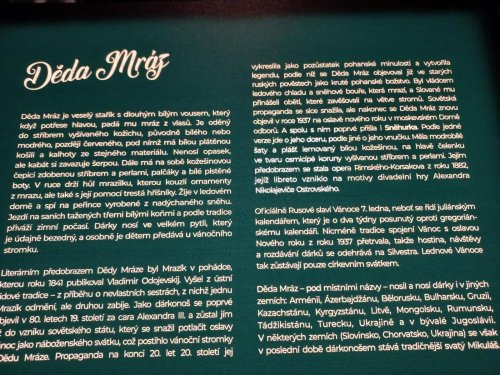 Děda Mráz
Děda Mráz je veselý stařík s dlouhým bílým vousem, který
když potřese hlavou, padá mu mráz z vlasů. Je oděný
do stříbrem vyšívaného kožichu, původně bílého nebo
modrého, později červeného, pod nímž má bílou plátěnou
košili a kalhoty ze stejného materiálu. Nenosí opasek,
ale kabát si zavazuje šerpou. Dále má na sobě kožešinovou
čepici zdobenou stříbrem a perlami, palčáky a bílé plstěné
boty. V ruce drží hůl mrazilku, kterou kouzlí ornamenty
z mrazu, ale také s její pomocí trestá hříšníky. Žije v ledovém
domě a spí na peřince vyrobené z nadýchaného sněhu.
Jezdí na saních tažených třemi bílými koňmi a podle tradice
přiváží zimní počasí. Dárky nosí ve velkém pytli, který
je údajně bezedný, a osobně je dětem předává u vánočního
stromku.
Literárním předobrazem Dědy Mráze byl Mrazík v pohádce,
kterou roku 1841 publikoval Vladimir Odojevskij. Vyšel z ústní
lidové tradice – z příběhu o nevlastních sestrách, z nichž jednu
Mrazík odmění, ale druhou zabije. Jako dárkonoš se poprvé
objevil v 80. letech 19. století za cara Alexandra III. a zůstal jím
až do vzniku sovětského státu, který se snažil potlačit oslavy
Vánoc jako náboženského svátku, což postihlo vánoční stromky
i Dědu Mráze. Propaganda na konci 20. let 20. století jej
vykreslila jako pozůstatek pohanské minulosti a vytvořila
legendu, podle níž se Děda Mráz objevoval již ve starých
ruských pověstech jako kruté pohanské božstvo. Byl vládcem
ledového chladu a sněhové bouře, která mrazí, a Slované mu
přinášeli oběti, které zavěšovali na větve stromů. Sovětská
propaganda se sice snažila, ale nakonec se Děda Mráz znovu
objevil v roce 1937 na oslavě nového roku v moskevském Domě
odborů. A spolu s ním poprvé přišla i Sněhurka. Podle jedné
verze jde o jeho dceru, podle jiné o jeho vnučku. Měla modrobílé
šaty a plášť lemovaný bílou kožešinou, na hlavě čelenku
ve tvaru osmicípé koruny vyšívanou stříbrem a perlami. Jejím
předobrazem se stala opera Rimského-Korsakova z roku 1882,
jejíž libreto vzniklo na motivy divadelní hry Alexandra
Nikolajeviče Ostrovského.
Oficiálně Rusové slaví Vánoce 7. ledna, neboť se řídí juliánským
kalendářem, který je o dva týdny posunutý oproti gregorián-
skému kalendáři. Nicméně tradice spojení Vánoc s oslavou
Nového roku z roku 1937 přetrvala, takže hostina, návštěvy
a rozdávání dárků se odehrává na Silvestra. Lednové Vánoce
tak zůstávají pouze církevním svátkem.
Děda Mráz – pod místními názvy – nosil a nosí dárky i v jiných
zemích: Arménii, Ázerbájdžánu, Bělorusku, Bulharsku, Gruzii,
Kazachstánu, Kyrgyzstánu, Litvě, Mongolsku, Rumunsku,
Tádžikistánu, Turecku, Ukrajině a v bývalé Jugoslávii.
V některých zemích (Slovinsko, Chorvatsko, Ukrajina) se však
v poslední době dárkonošem stává tradičnější svatý Mikuláš.